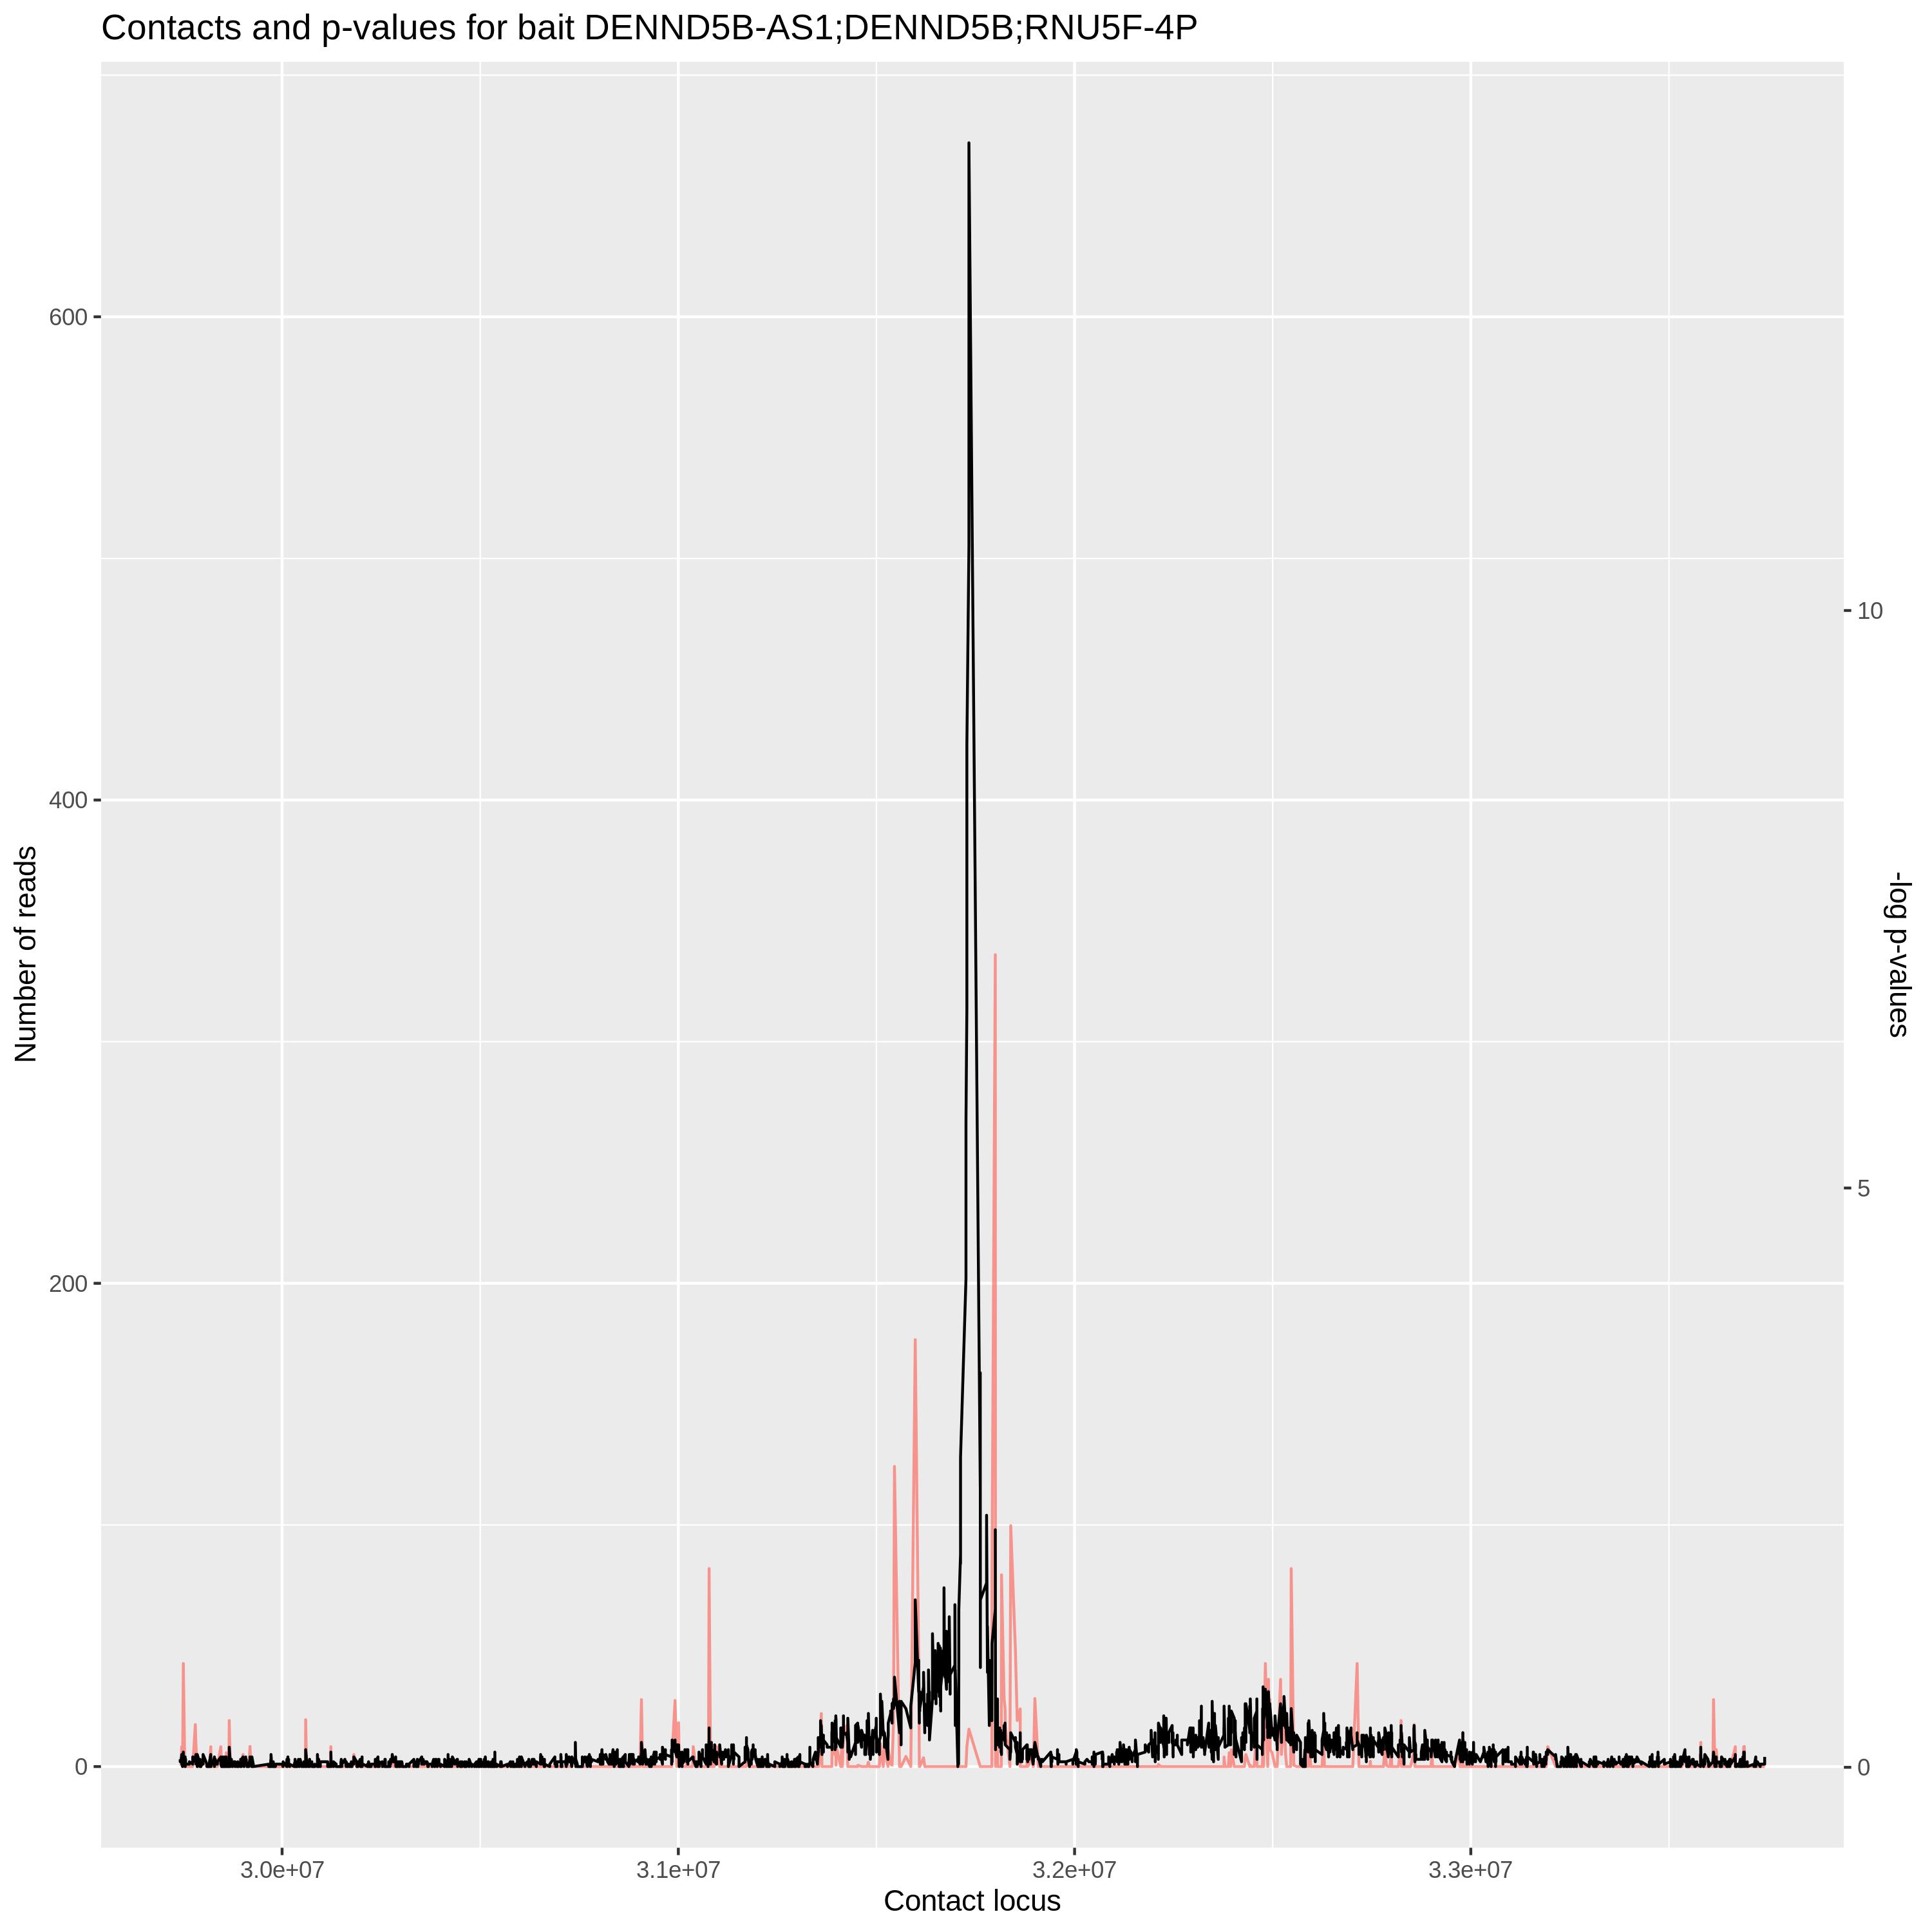 Contacts and p-values for bait DENND5B-AS1;DENND5B;RNU5F-4P
600
400
200
0
Number of reads
10
5
0
-log p-values
3.0e+07
3.1e+07
3.2e+07
3.3e+07
Contact locus